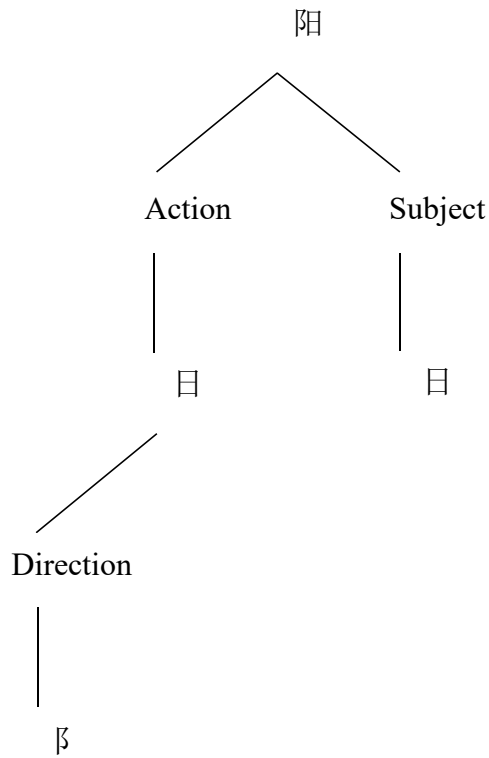 阳
Action Subject
日 日
Direction
阝